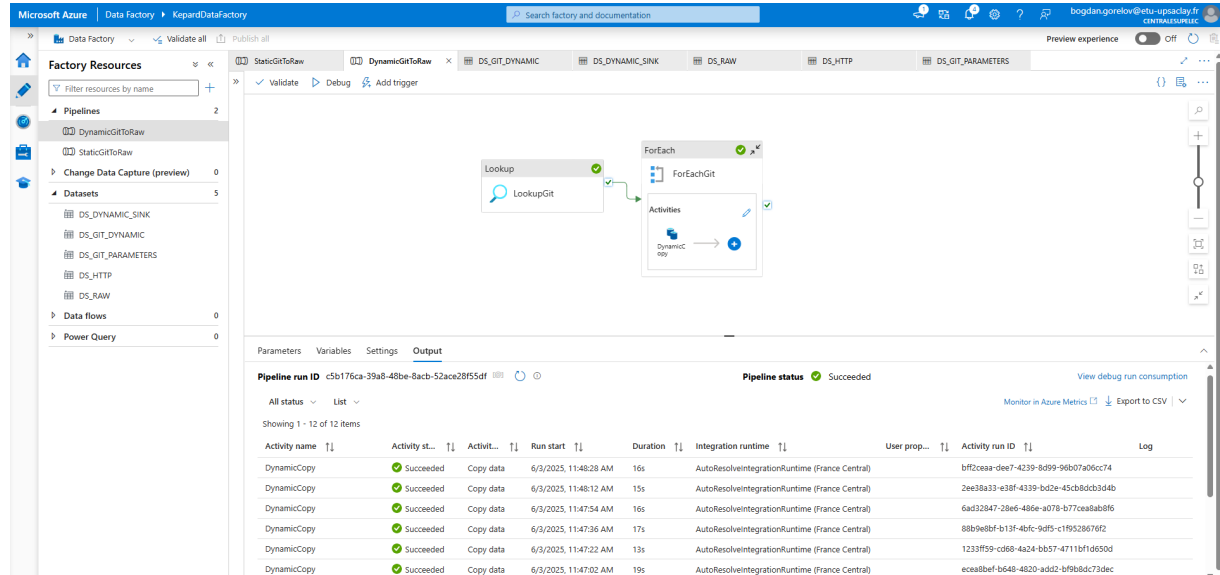 Microsoft Azure | Data Factory ▸ KepardDataFactory
Search factory and documentation
bogdan.gorelov@etu-upsaclay.fr
CENTRALESUPELEC
Data Factory
Validate all
Publish all
Preview experience
Off
Factory Resources
Filter resources by name
Pipelines 2
DynamicGitToRaw
StaticGitToRaw
Change Data Capture (preview) 0
Datasets 5
DS_DYNAMIC_SINK
DS_GIT_DYNAMIC
DS_GIT_PARAMETERS
DS_HTTP
DS_RAW
Data flows 0
Power Query 0
StaticGitToRaw DynamicGitToRaw DS_GIT_DYNAMIC DS_DYNAMIC_SINK DS_RAW DS_HTTP DS_GIT_PARAMETERS
Validate Debug Add trigger
Lookup
LookupGit
ForEach
ForEachGit
Activities
DynamicC
opy
Parameters Variables Settings Output
Pipeline run ID c5b176ca-39a8-48be-8acb-52ace28f55df
Pipeline status Succeeded
View debug run consumption
All status List
Monitor in Azure Metrics Export to CSV
Showing 1 - 12 of 12 items
Activity name Activity st... Activit... Run start Duration Integration runtime User prop... Activity run ID Log
DynamicCopy Succeeded Copy data 6/3/2025, 11:48:28 AM 16s AutoResolveIntegrationRuntime (France Central) bff2ceaa-dee7-4239-8d99-96b07a06cc74
DynamicCopy Succeeded Copy data 6/3/2025, 11:48:12 AM 15s AutoResolveIntegrationRuntime (France Central) 2ee38a33-e38f-4339-bd2e-45cb8dcb3d4b
DynamicCopy Succeeded Copy data 6/3/2025, 11:47:54 AM 16s AutoResolveIntegrationRuntime (France Central) 6ad32847-28e6-486e-a078-b77cea8ab8f6
DynamicCopy Succeeded Copy data 6/3/2025, 11:47:36 AM 17s AutoResolveIntegrationRuntime (France Central) 88b9e8bf-b13f-4bfc-9df5-c1f9528676f2
DynamicCopy Succeeded Copy data 6/3/2025, 11:47:22 AM 13s AutoResolveIntegrationRuntime (France Central) 1233ff59-cd68-4a24-bb57-4711bf1d650d
DynamicCopy Succeeded Copy data 6/3/2025, 11:47:02 AM 19s AutoResolveIntegrationRuntime (France Central) ecea8bef-b648-4820-add2-bf9b8dc73dec